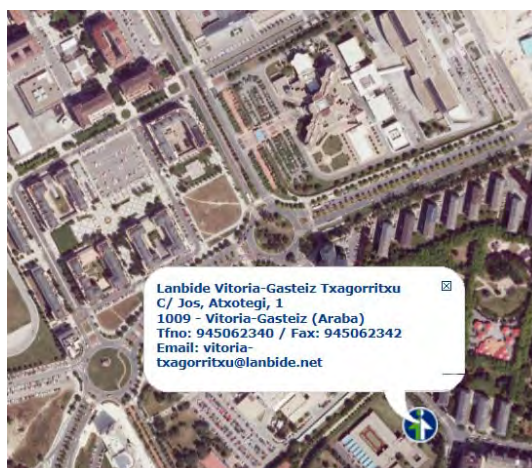 Lanbide Vitoria-Gasteiz Txagorritxu
C/ Jos, Atxotegi, 1
1009 - Vitoria-Gasteiz (Araba)
Tfno: 945062340 / Fax: 945062342
Email: vitoria-
txagorritxu@lanbide.net